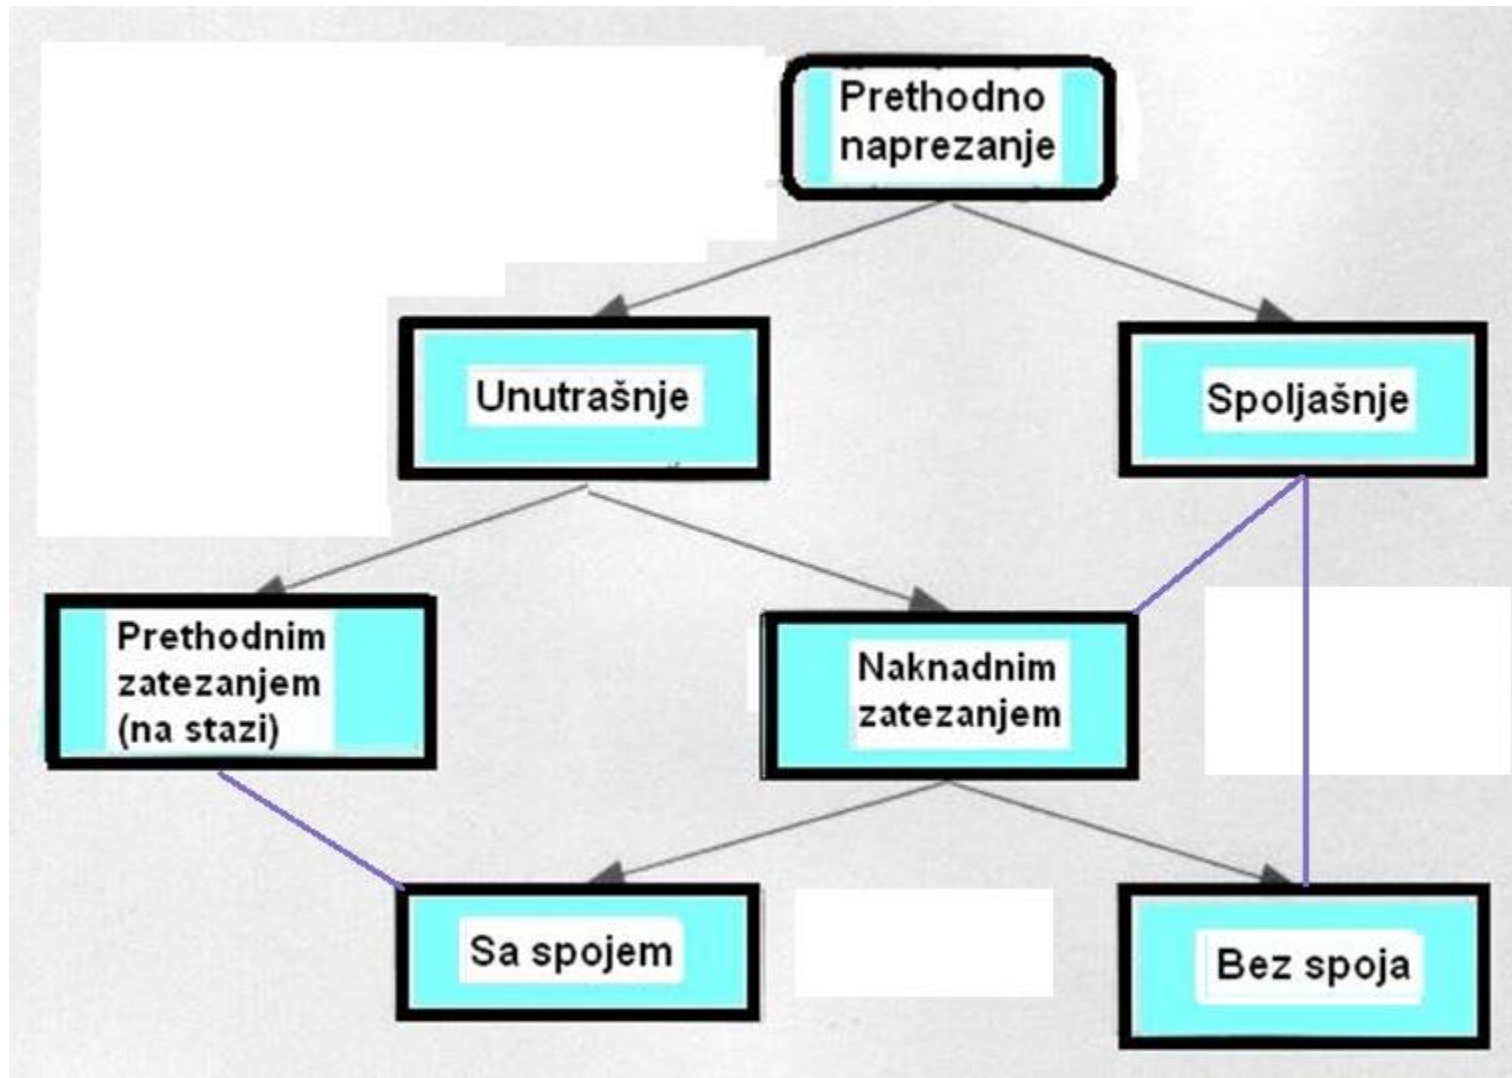 Prethodno
naprezanje
Unutrašnje
Spoljašnje
Prethodnim
zatezanjem
(na stazi)
Naknadnim
zatezanjem
Sa spojem
Bez spoja